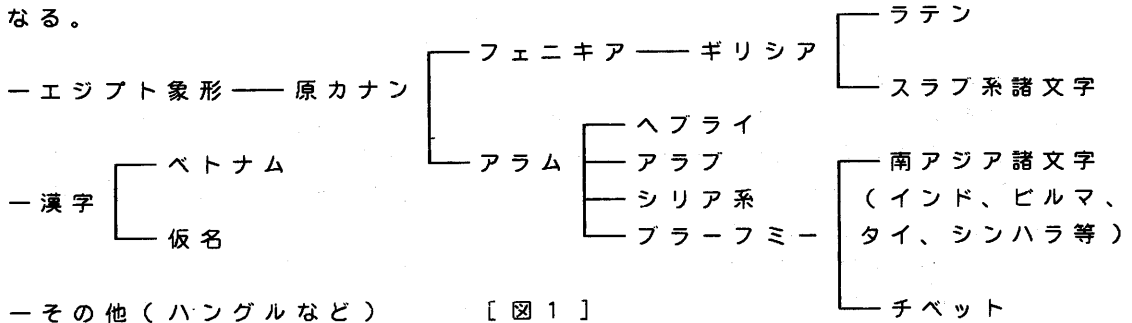 なる。
ラテン
フェニキア ギリシア
ーエジプト象形 原カナン
スラブ系諸文字
ヘブライ
ベトナム
アラム
アラブ
南アジア諸文字
ー漢字
シリア系
(インド、ビルマ、
仮名
ブラーフミー
タイ、シンハラ等)
ーその他(ハングルなど) [図1]
チベット